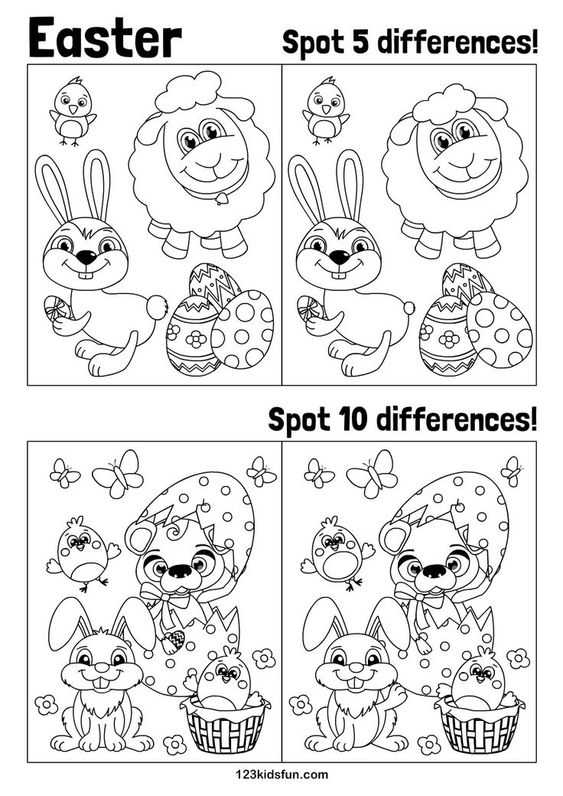 Easter
Spot 5 differences!
Spot 10 differences!
123kidsfun.com